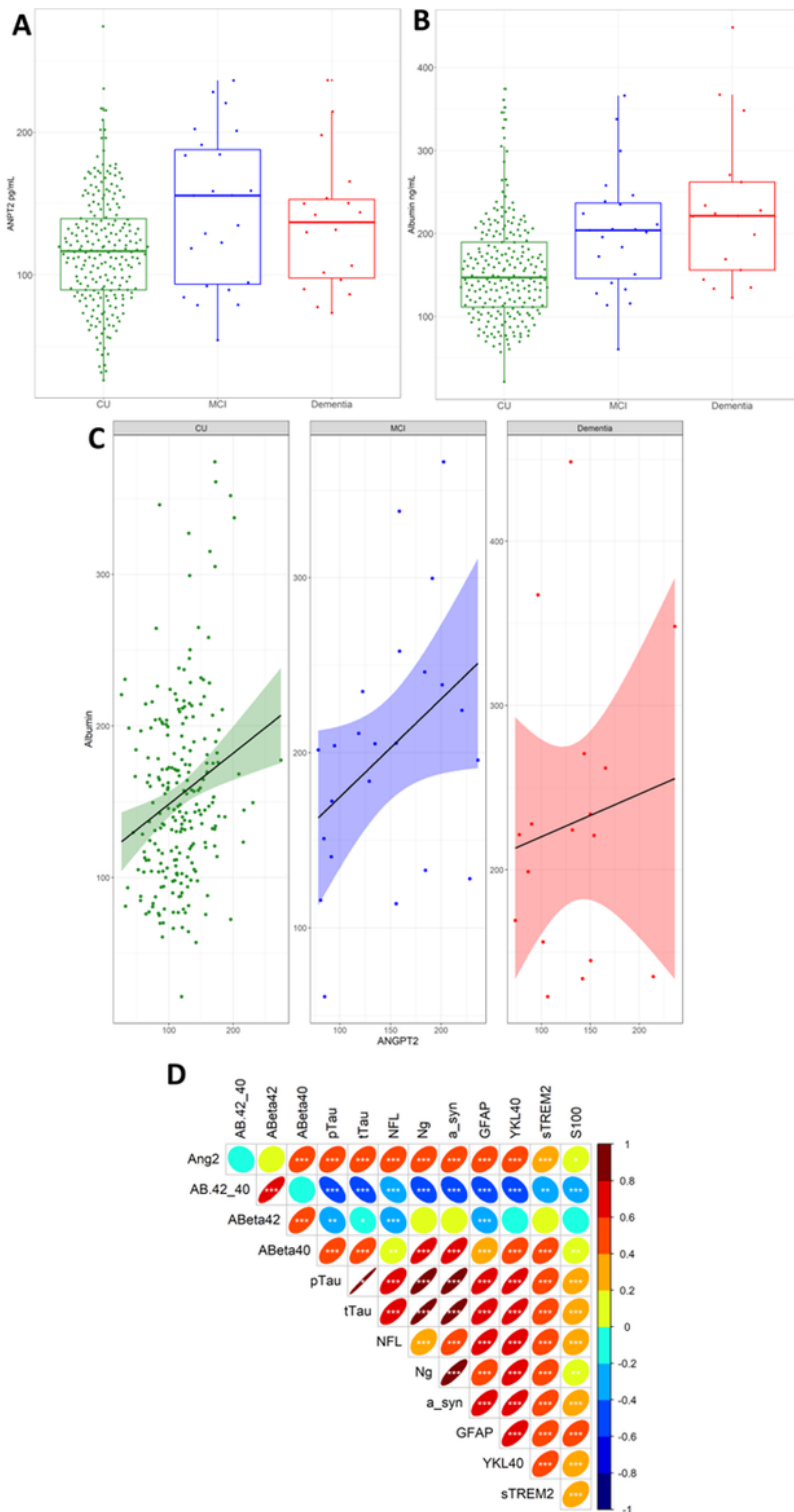 A
ANPT2 pg/mL
200
100
CU
MCI
Dementia
B
Albumin ng/mL
400
300
200
100
CU
MCI
Dementia
C
CU
MCI
Dementia
Albumin
300
200
100
300
200
100
400
300
200
100 200
100 150 200
100 150 200
ANGPT2
D
AB.42_40
ABeta42
ABeta40
pTau
tTau
NFL
Ng
a_syn
GFAP
YKL40
sTREM2
S100
Ang2 *** *** *** *** *** *** *** *** *** **
AB.42_40 *** *** *** *** *** *** *** *** ** ***
ABeta42 *** ** * *** ***
ABeta40 *** *** ** *** *** *** *** *** **
pTau *** *** *** *** *** *** ***
tTau *** *** *** *** *** *** ***
NFL *** *** *** *** *** ***
Ng *** *** *** *** **
a_syn *** *** *** ***
GFAP *** *** ***
YKL40 *** ***
sTREM2 ***
1
0.8
0.6
0.4
0.2
0
-0.2
-0.4
-0.6
-0.8
-1